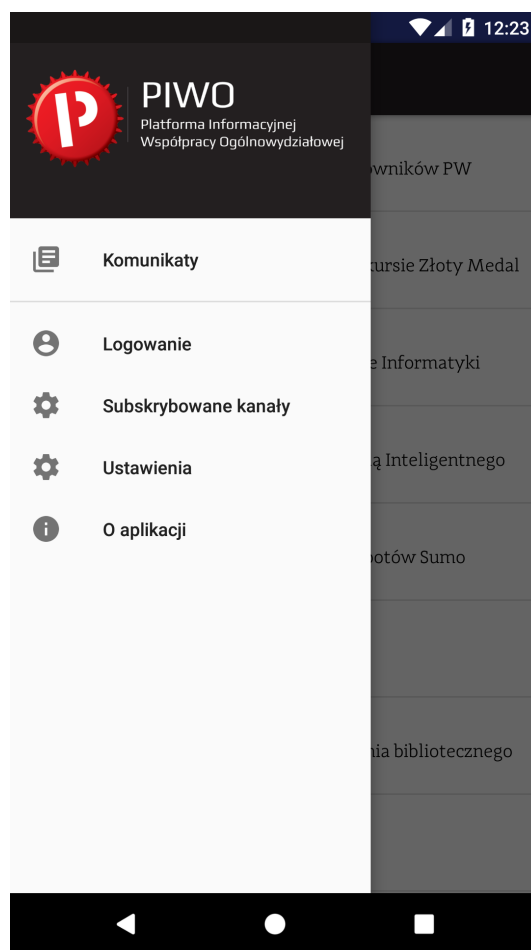 12:23
P
PIWO
Platforma Informacyjnej
Współpracy Ogólnowydziałowej
Komunikaty
Logowanie
Subskrybowane kanały
Ustawienia
O aplikacji
owników PW
kursie Złoty Medal
e Informatyki
ą Inteligentnego
botów Sumo
nia bibliotecznego